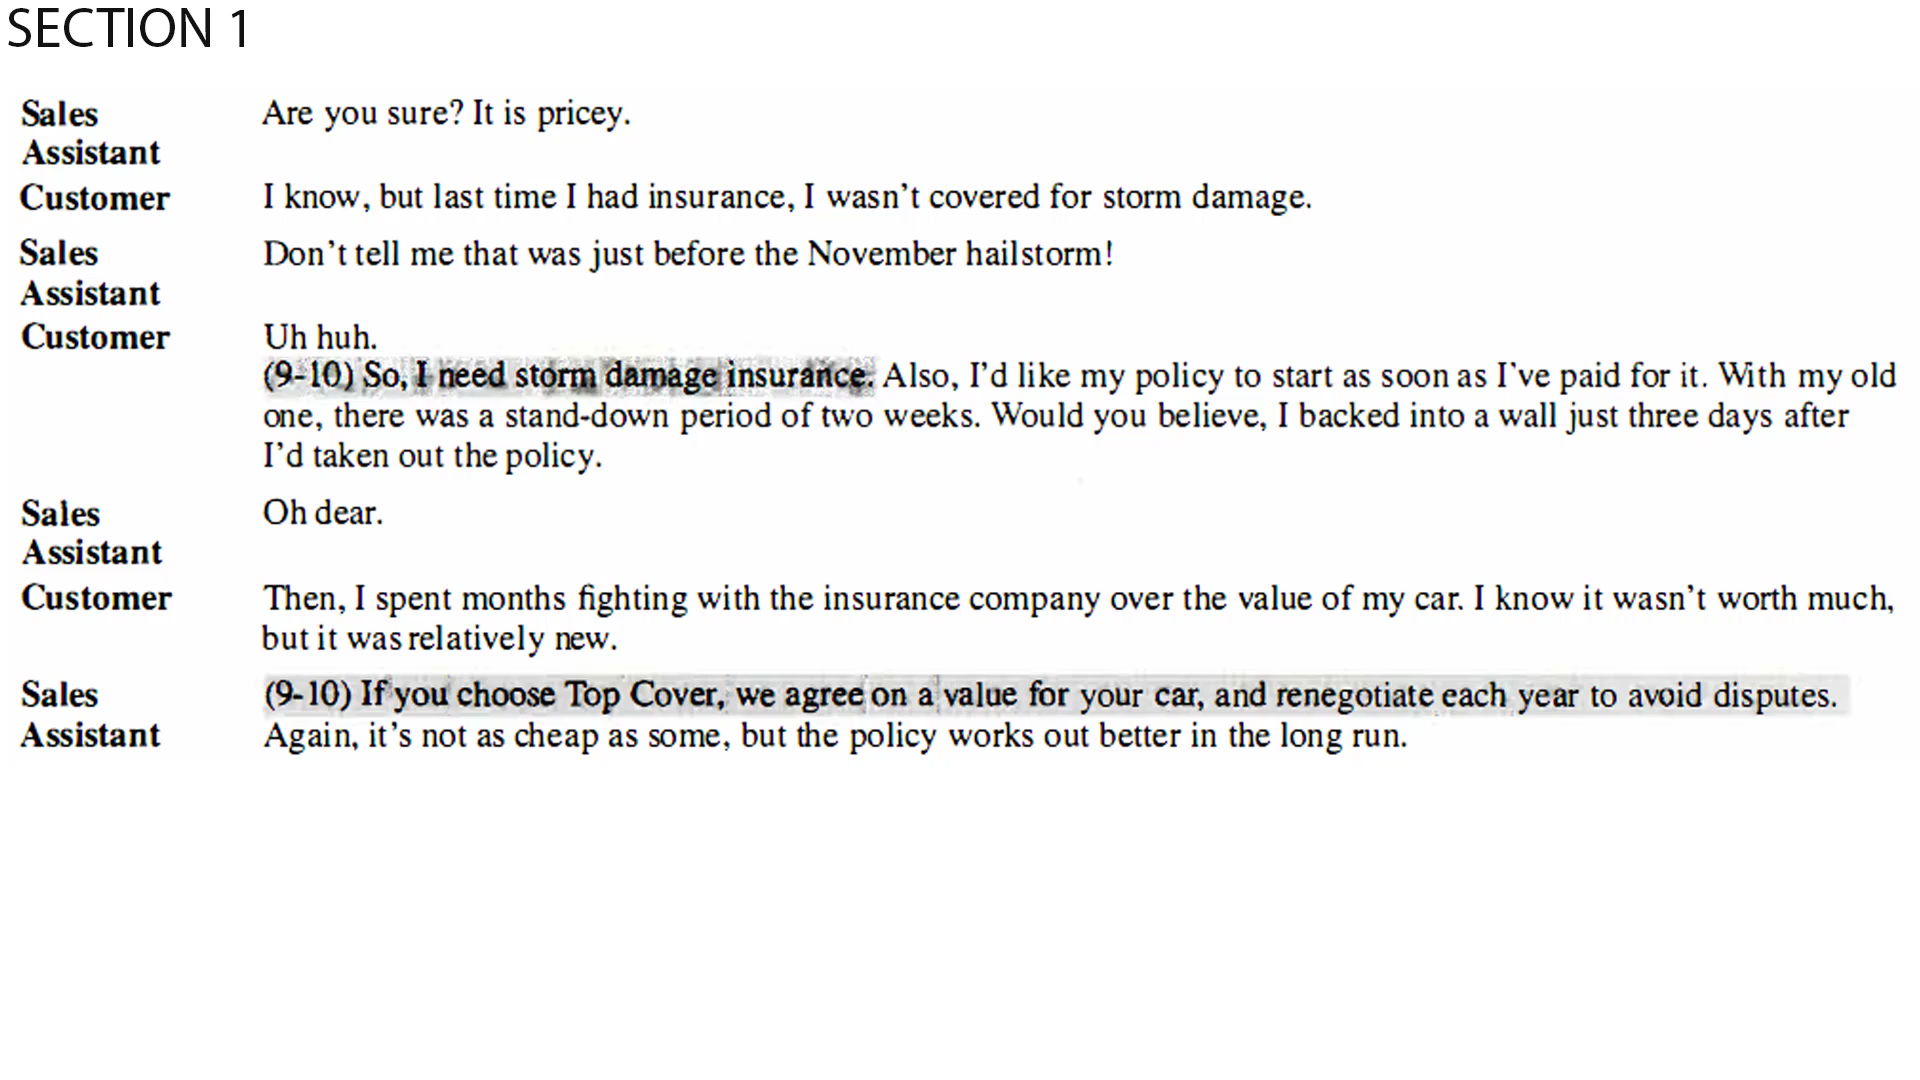 SECTION 1
Sales Are you sure? It is pricey.
Assistant
Customer I know, but last time I had insurance, I wasn't covered for storm damage.
Sales Don't tell me that was just before the November hailstorm!
Assistant
Customer Uh huh.
(9-10) So, I need storm damage insurance. Also, I'd like my policy to start as soon as I've paid for it. With my old
one, there was a stand-down period of two weeks. Would you believe, I backed into a wall just three days after
I'd taken out the policy.
Sales Oh dear.
Assistant
Customer Then, I spent months fighting with the insurance company over the value of my car. I know it wasn't worth much,
but it was relatively new.
Sales (9-10) If you choose Top Cover, we agree on a value for your car, and renegotiate each year to avoid disputes.
Assistant Again, it's not as cheap as some, but the policy works out better in the long run.